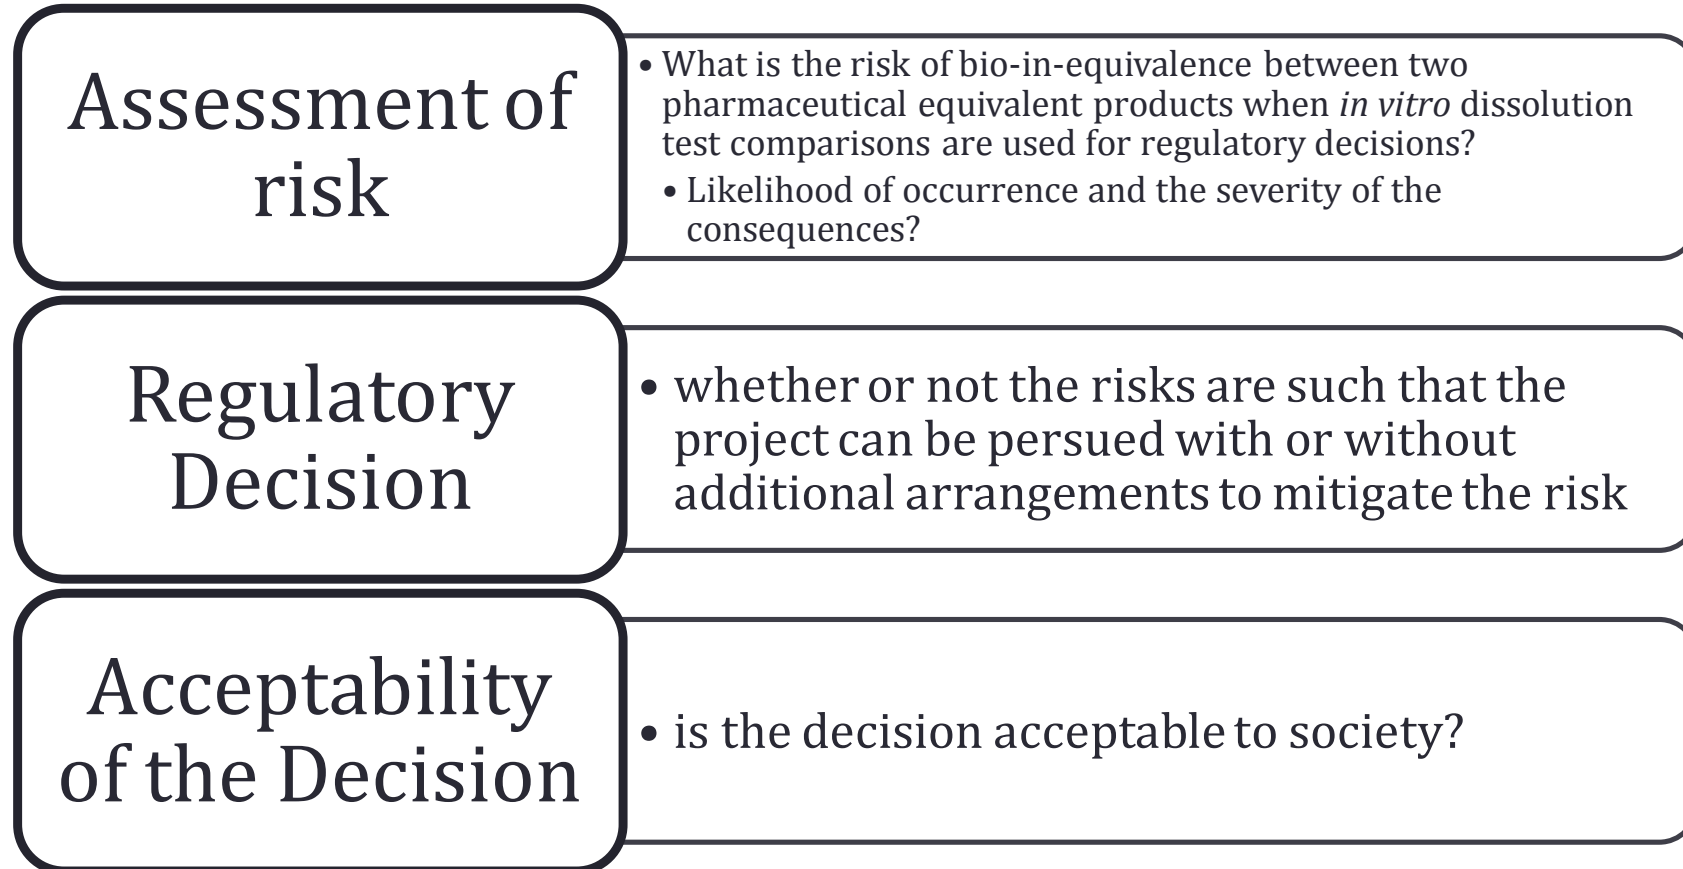 Assessment of
risk
• What is the risk of bio-in-equivalence between two
pharmaceutical equivalent products when in vitro dissolution
test comparisons are used for regulatory decisions?
• Likelihood of occurrence and the severity of the
consequences?
Regulatory
Decision
• whether or not the risks are such that the
project can be persued with or without
additional arrangements to mitigate the risk
Acceptability
of the Decision
• is the decision acceptable to society?